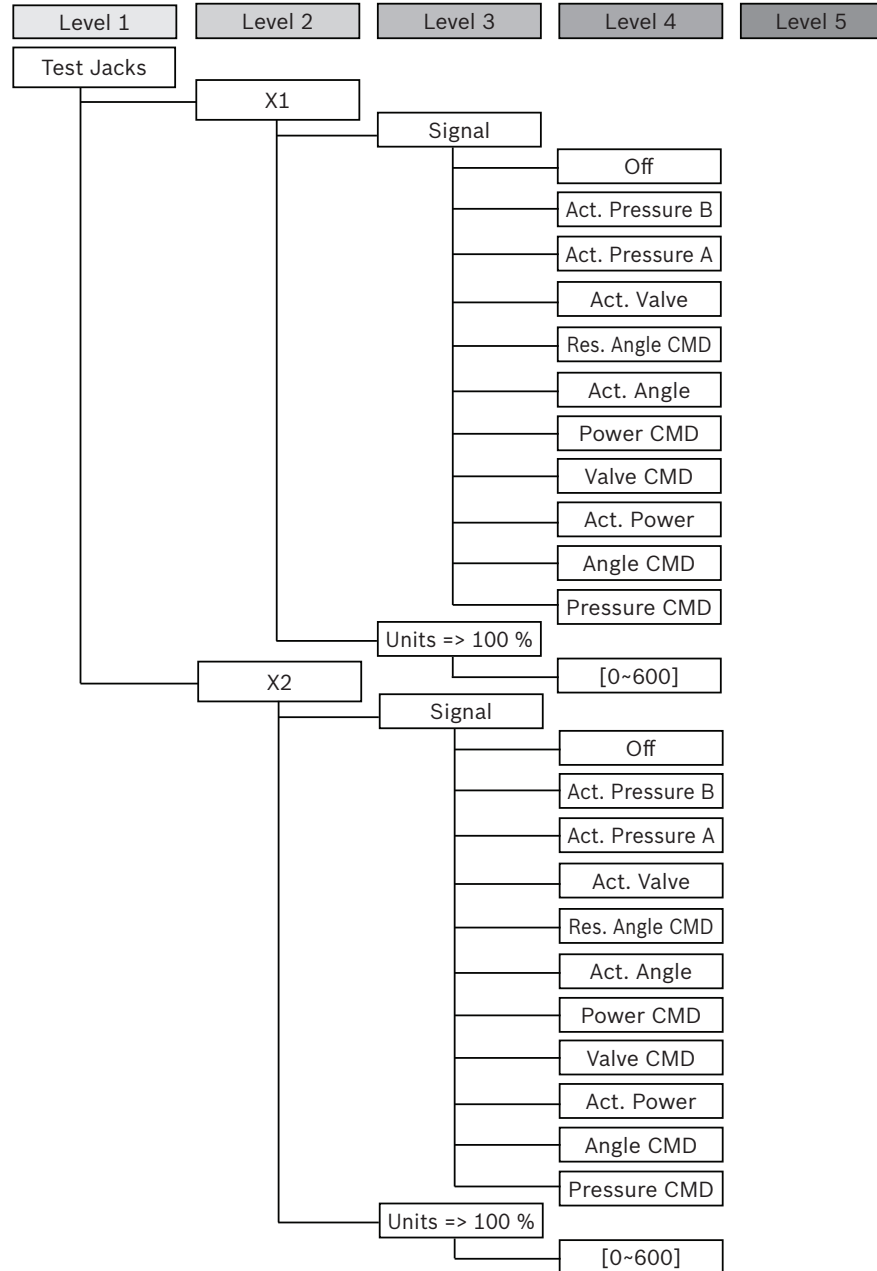 Level 1 Level 2 Level 3 Level 4 Level 5
Test Jacks
X1
Signal
Off
Act. Pressure B
Act. Pressure A
Act. Valve
Res. Angle CMD
Act. Angle
Power CMD
Valve CMD
Act. Power
Angle CMD
Pressure CMD
Units => 100 %
[0~600]
X2
Signal
Off
Act. Pressure B
Act. Pressure A
Act. Valve
Res. Angle CMD
Act. Angle
Power CMD
Valve CMD
Act. Power
Angle CMD
Pressure CMD
Units => 100 %
[0~600]